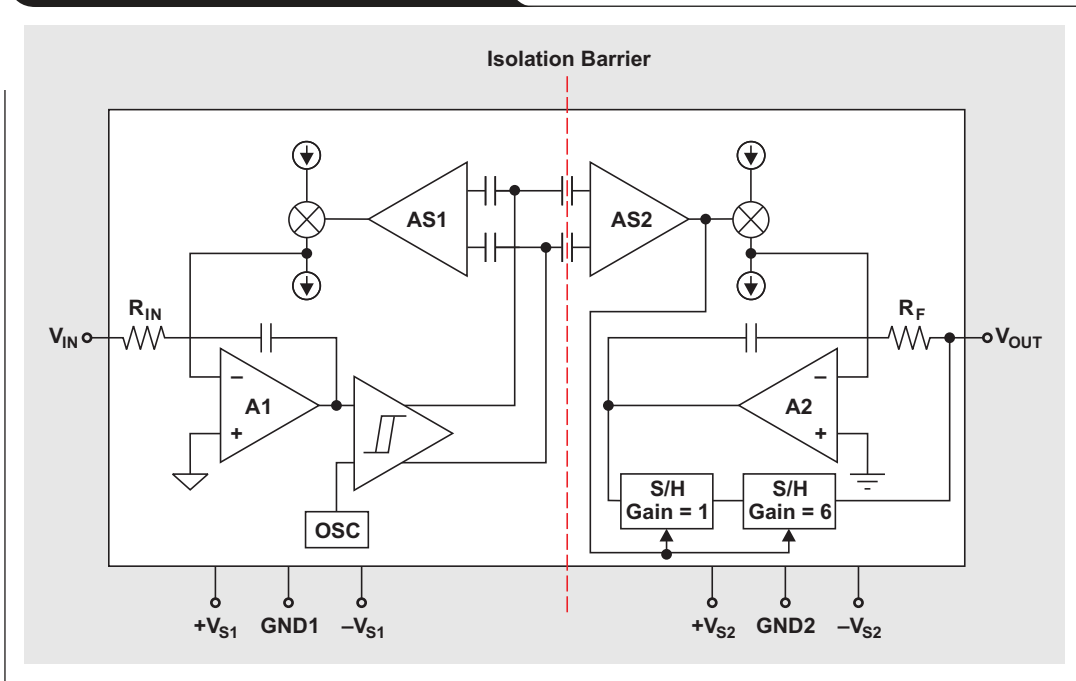 Isolation Barrier
AS1
AS2
R_IN
R_F
V_IN
V_OUT
–
A1
+
–
A2
+
S/H
Gain = 1
S/H
Gain = 6
OSC
+V_S1 GND1 –V_S1
+V_S2 GND2 –V_S2